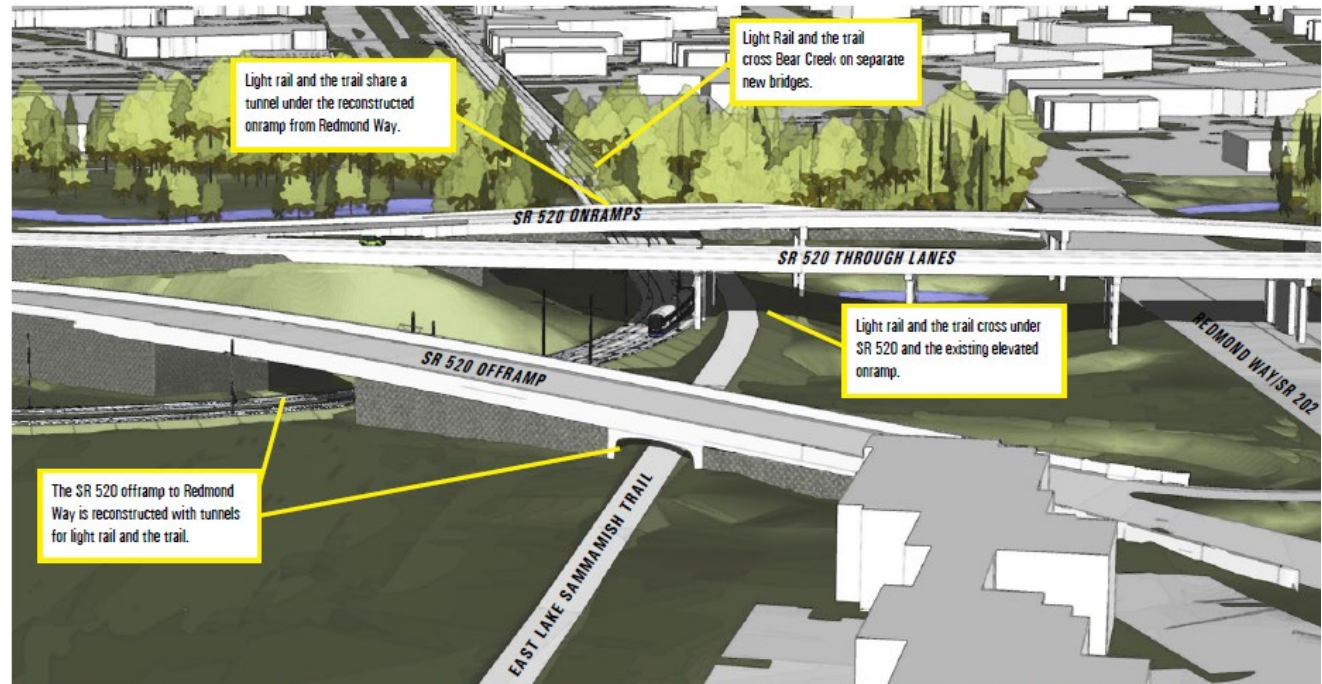 Light Rail and the trail
cross Bear Creek on separate
new bridges.
Light rail and the trail share a
tunnel under the reconstructed
onramp from Redmond Way.
SR 520 ONRAMPS
SR 520 THROUGH LANES
Light rail and the trail cross under
SR 520 and the existing elevated
onramp.
REDMOND WAY/SR 202
SR 520 OFFRAMP
The SR 520 offramp to Redmond
Way is reconstructed with tunnels
for light rail and the trail.
EAST LAKE SAMMAMISH TRAIL